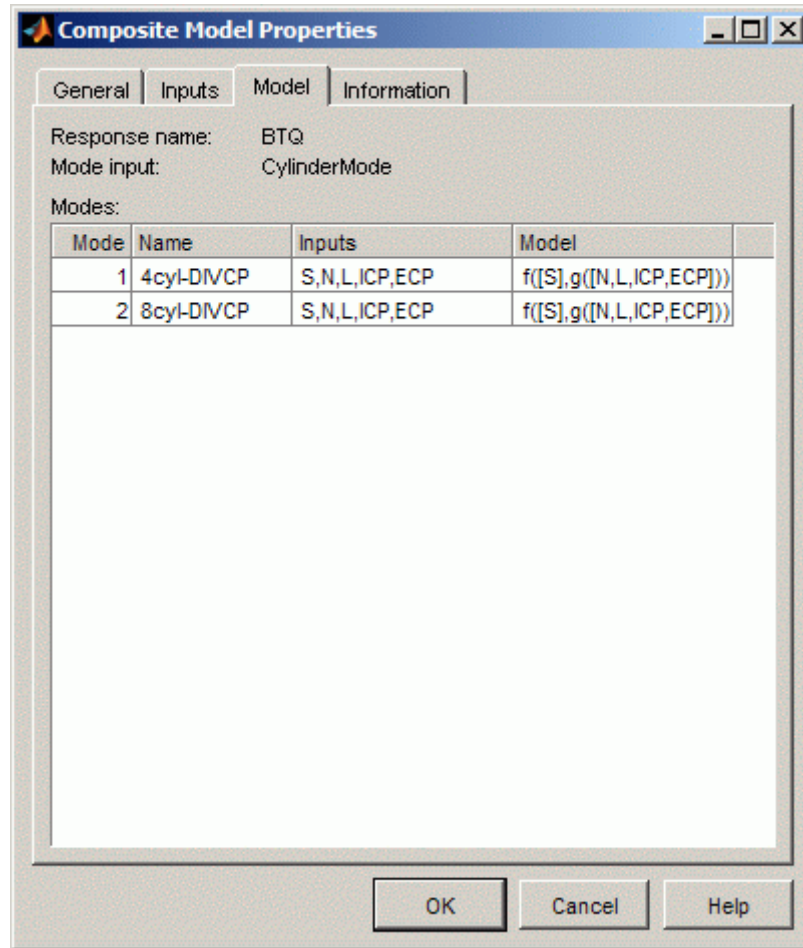 Composite Model Properties
General Inputs Model Information
Response name: BTQ
Mode input: CylinderMode
Modes:
Mode Name Inputs Model
1 4cyl-DIVCP S,N,L,ICP,ECP f([S],g([N,L,ICP,ECP]))
2 8cyl-DIVCP S,N,L,ICP,ECP f([S],g([N,L,ICP,ECP]))
OK Cancel Help